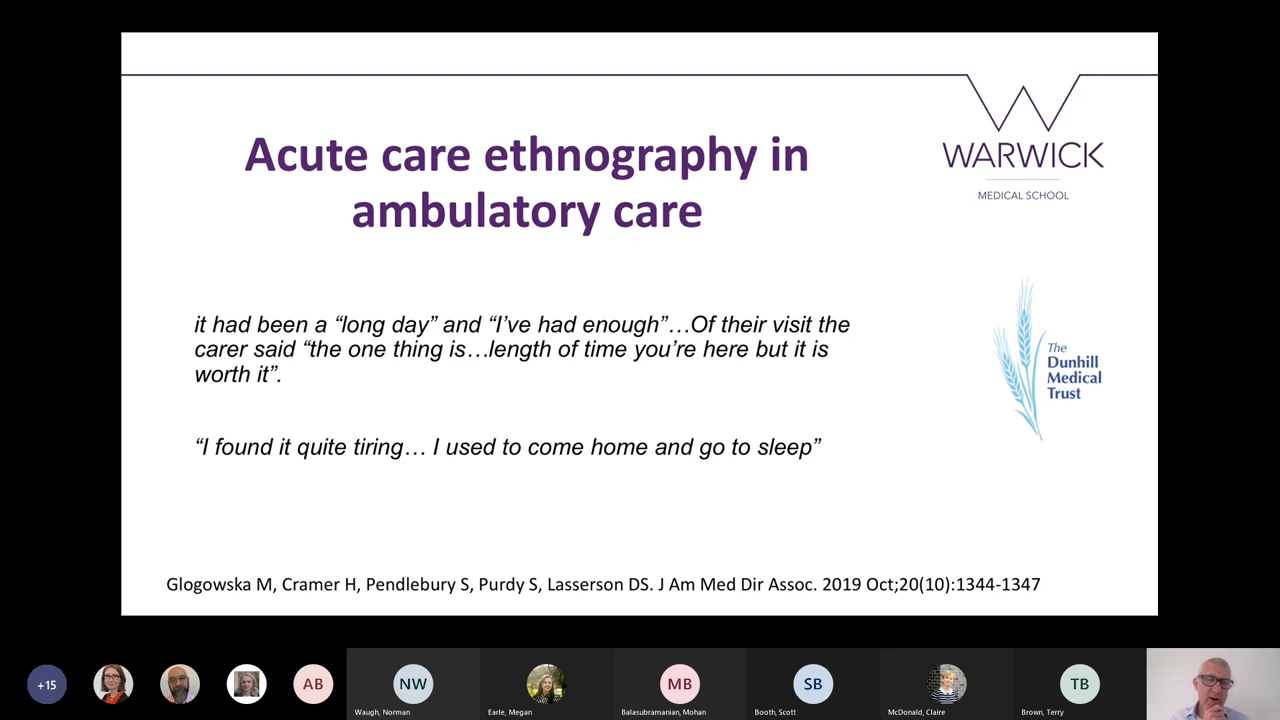 Acute care ethnography in
ambulatory care
WARWICK
MEDICAL SCHOOL
it had been a “long day” and “I’ve had enough”…Of their visit the
carer said “the one thing is…length of time you’re here but it is
worth it”.
The
Dunhill
Medical
Trust
“I found it quite tiring… I used to come home and go to sleep”
Glogowska M, Cramer H, Pendlebury S, Purdy S, Lasserson DS. J Am Med Dir Assoc. 2019 Oct;20(10):1344-1347
+15
AB
NW
Waugh, Norman
Earle, Megan
MB
Balasubramanian, Mohan
SB
Booth, Scott
McDonald, Claire
TB
Brown, Terry